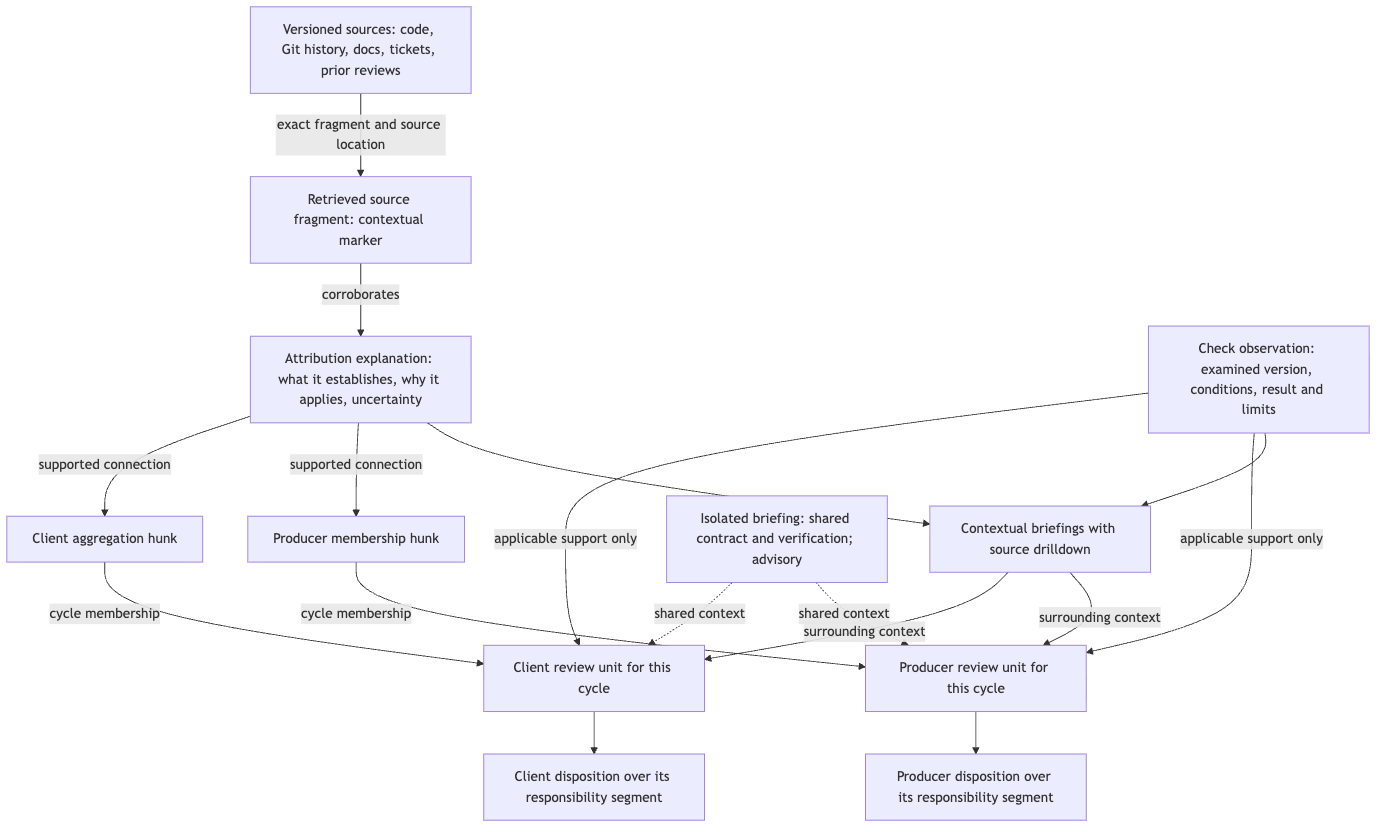 Versioned sources: code,
Git history, docs, tickets,
prior reviews
exact fragment and source
location
Retrieved source
fragment: contextual
marker
corroborates
Attribution explanation:
what it establishes, why it
applies, uncertainty
Check observation:
examined version,
conditions, result and
limits
supported connection
supported connection
Client aggregation hunk
Producer membership hunk
applicable support only
Isolated briefing: shared
contract and verification;
advisory
Contextual briefings with
source drilldown
applicable support only
cycle membership
cycle membership
shared context
shared context
surrounding context
surrounding context
Client review unit for this
cycle
Producer review unit for
this cycle
Client disposition over its
responsibility segment
Producer disposition over
its responsibility segment